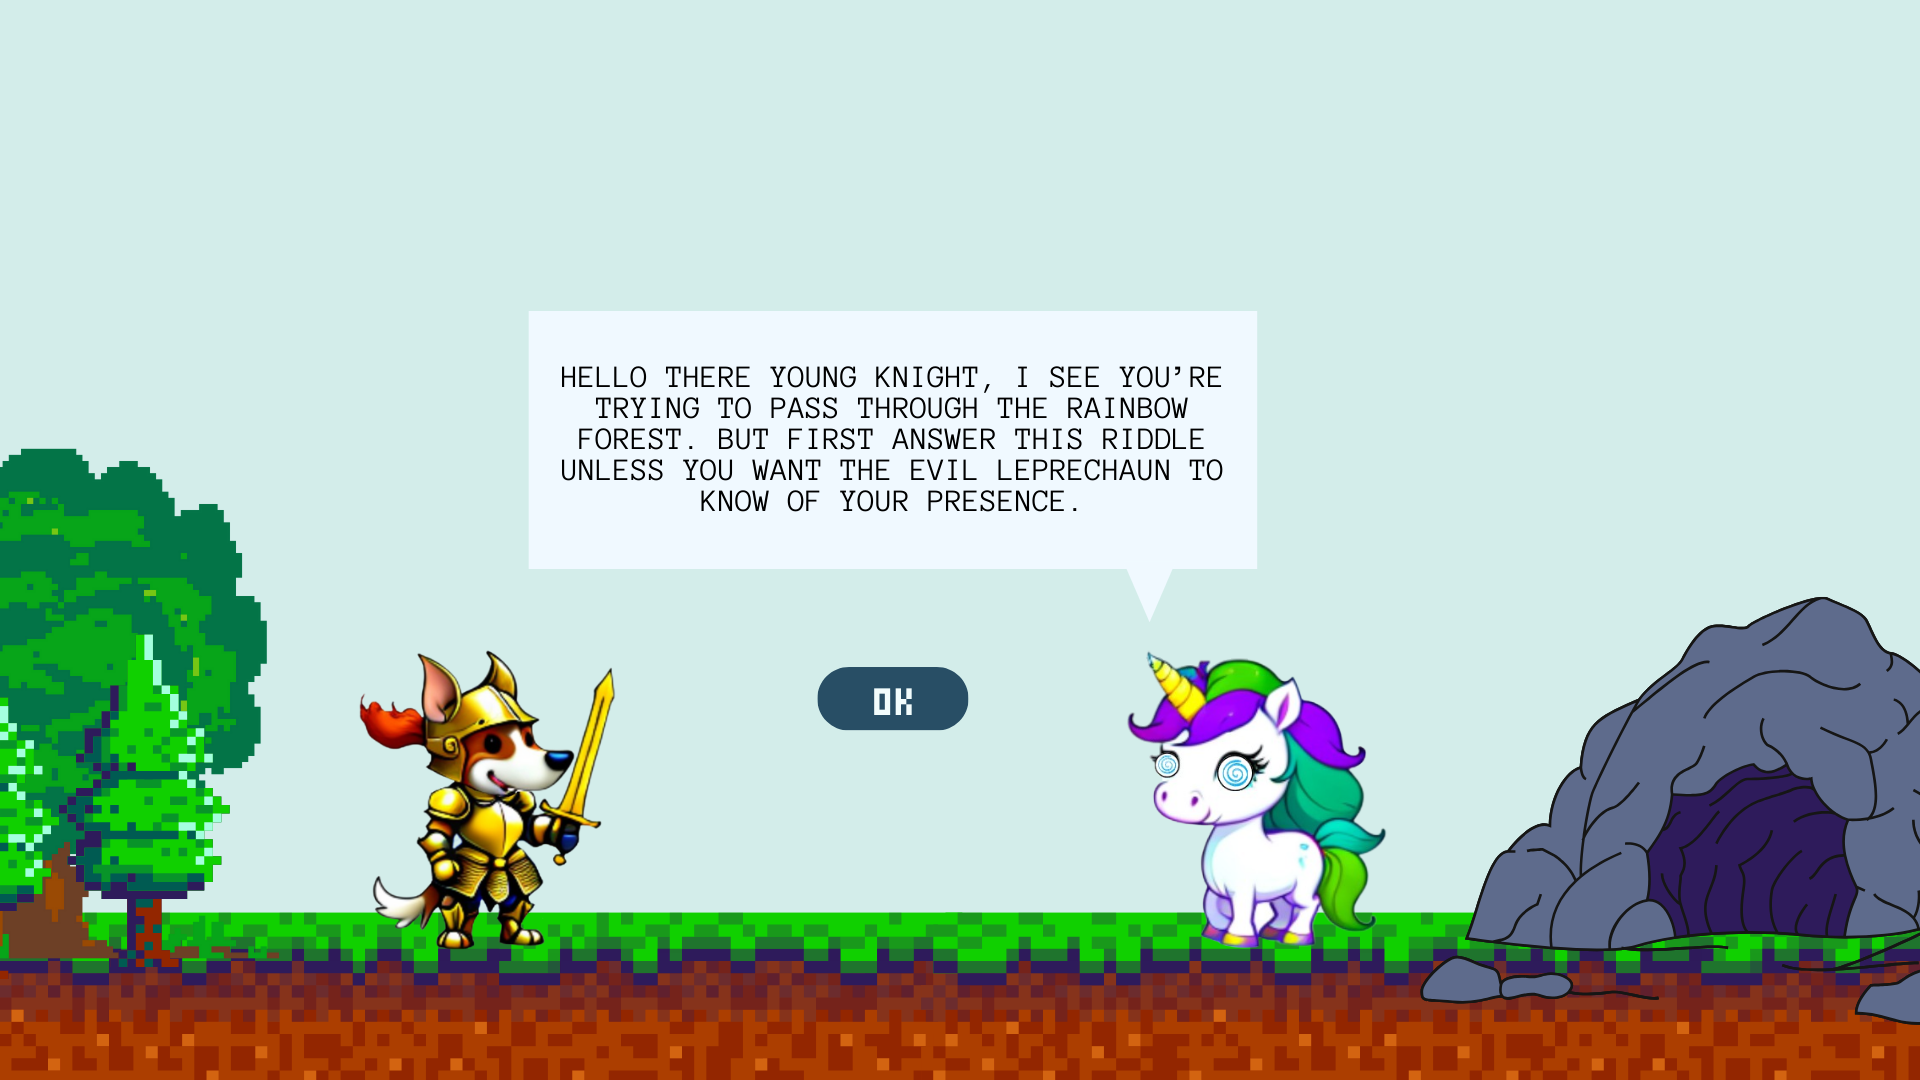 HELLO THERE YOUNG KNIGHT, I SEE YOU’RE
TRYING TO PASS THROUGH THE RAINBOW
FOREST. BUT FIRST ANSWER THIS RIDDLE
UNLESS YOU WANT THE EVIL LEPRECHAUN TO
KNOW OF YOUR PRESENCE.
OK